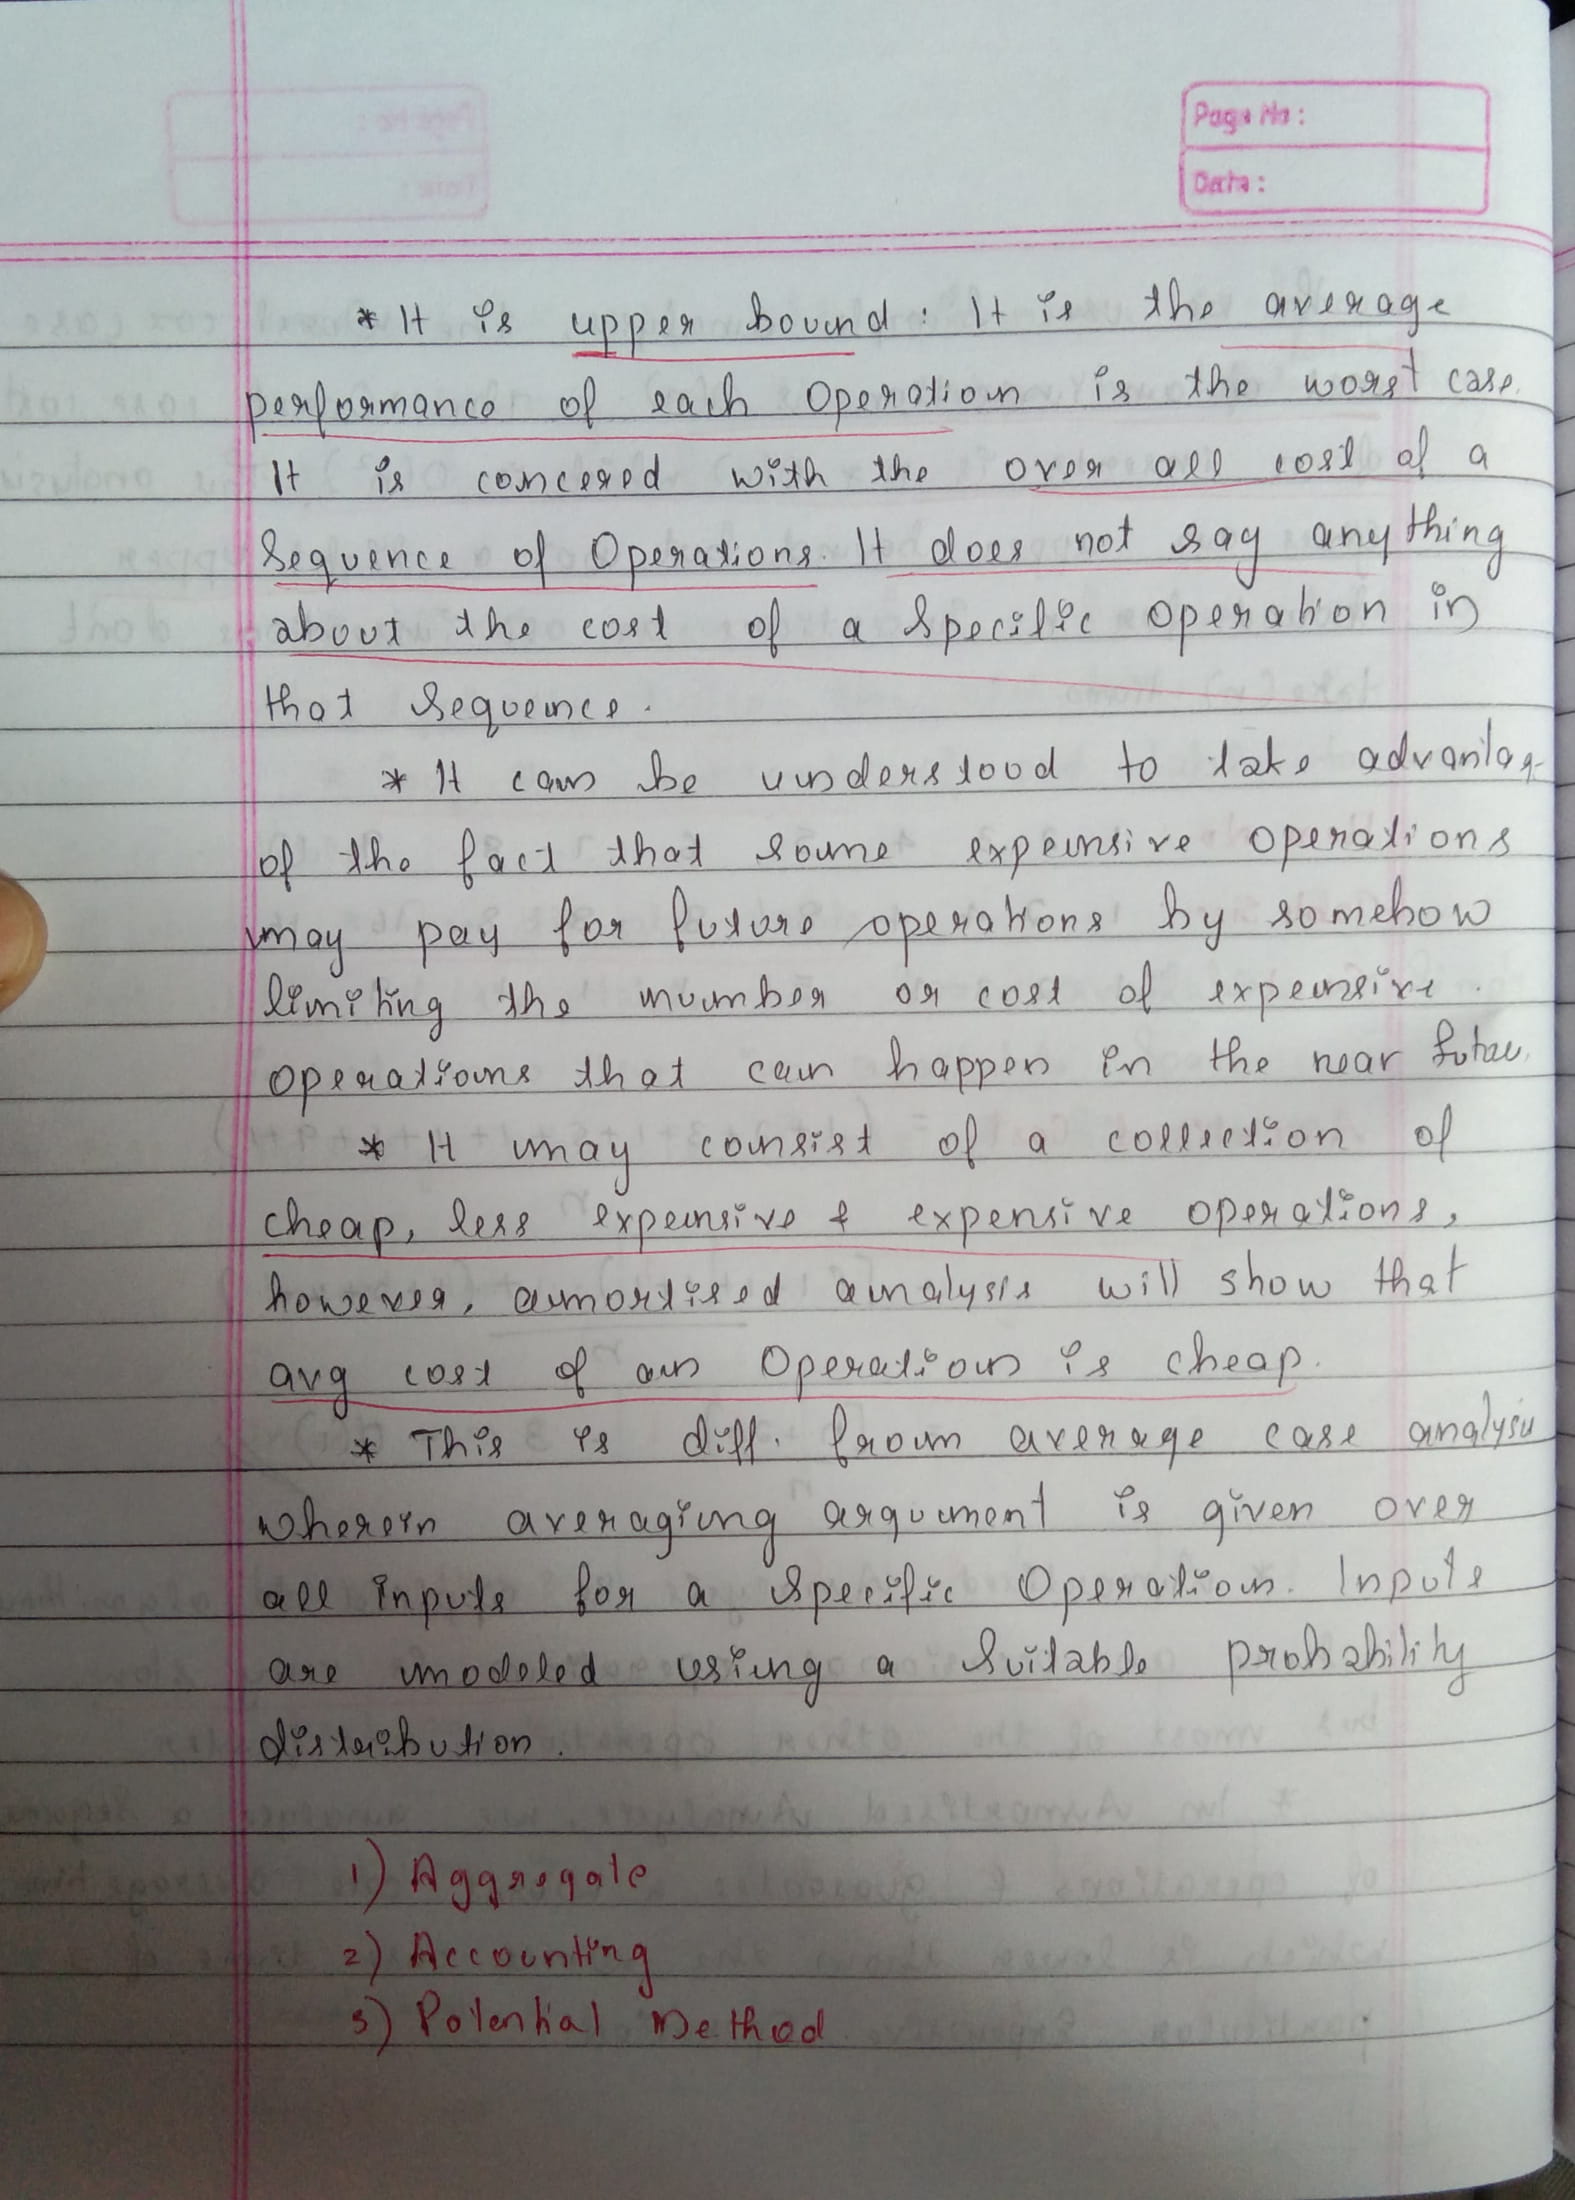 Page No :
Date :
* It is upper bound : It is the average
performance of each Operation is the worst case.
It is concered with the over all cost of a
Sequence of Operations. It does not say anything
about the cost of a Specific operation in
that Sequence.
* It can be understood to take advantag
of the fact that some expensive operations
may pay for future operations by somehow
limiting the number or cost of expensive
operations that can happen in the near future.
* It may consist of a collection of
cheap, less expensive & expensive operations,
however, amortised analysis will show that
avg cost of an Operation is cheap.
* This is diff. from average case analysis
wherein averaging argument is given over
all inputs for a specific Operation. Inputs
are modeled using a Suitable probability
distribution.
1) Aggregate
2) Accounting
3) Potential Method